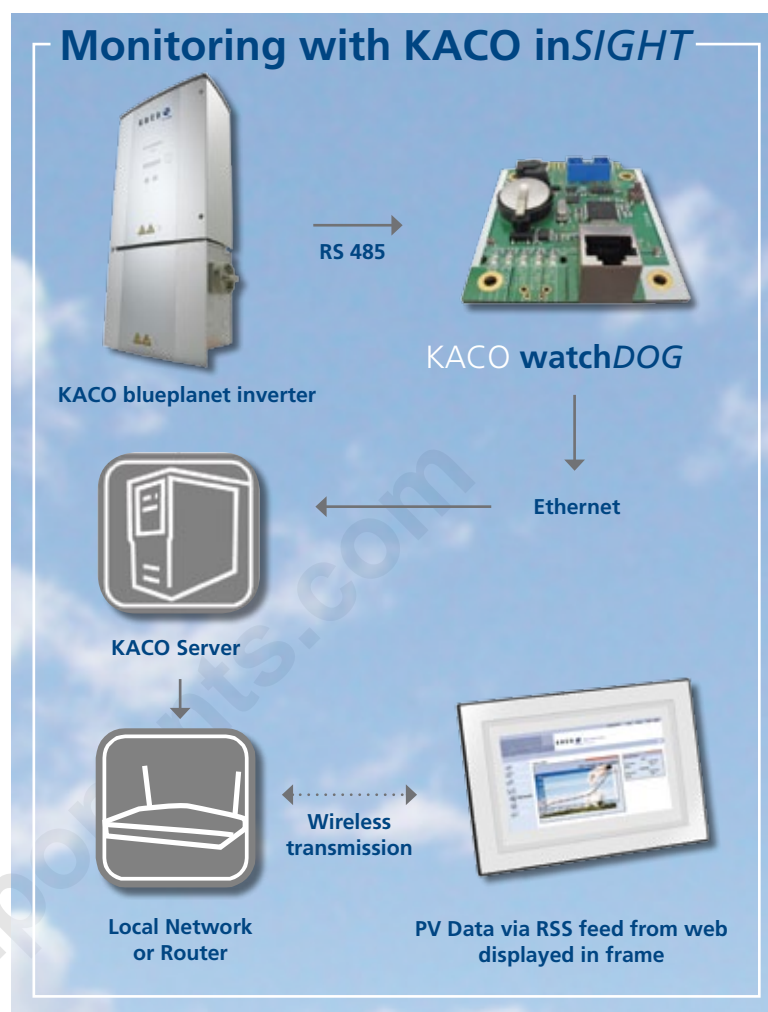 Monitoring with KACO inSIGHT
KACO
RS 485
KACO watchDOG
KACO blueplanet inverter
Ethernet
KACO Server
Wireless
transmission
Local Network
or Router
PV Data via RSS feed from web
displayed in frame